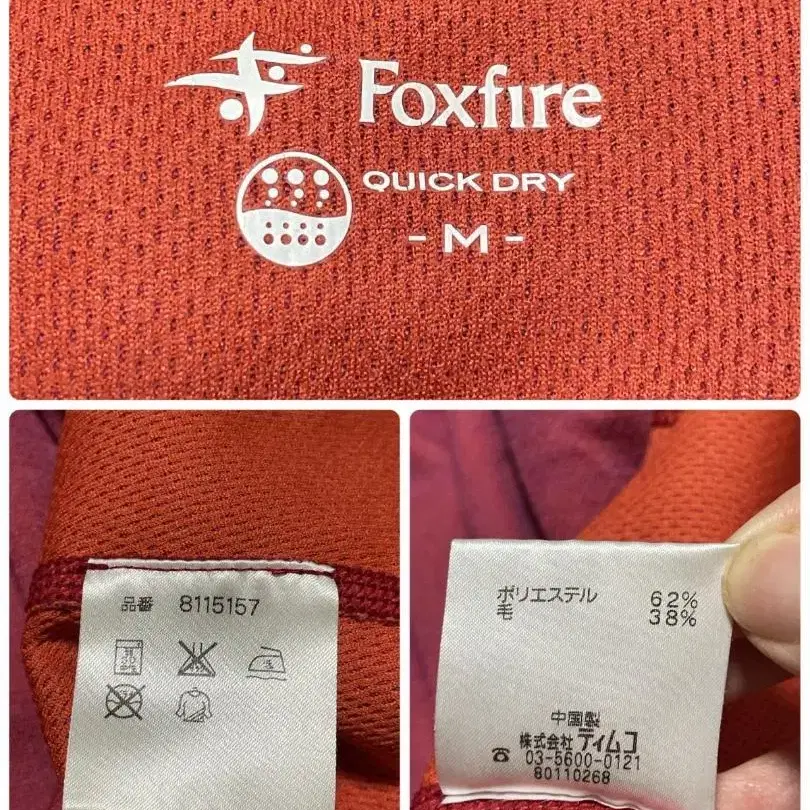 Foxfire
QUICK DRY
- M -
品番 8115157
ポリエステル 62%
毛 38%
中国製
株式会社 ティムコ
03-5600-0121
80110268